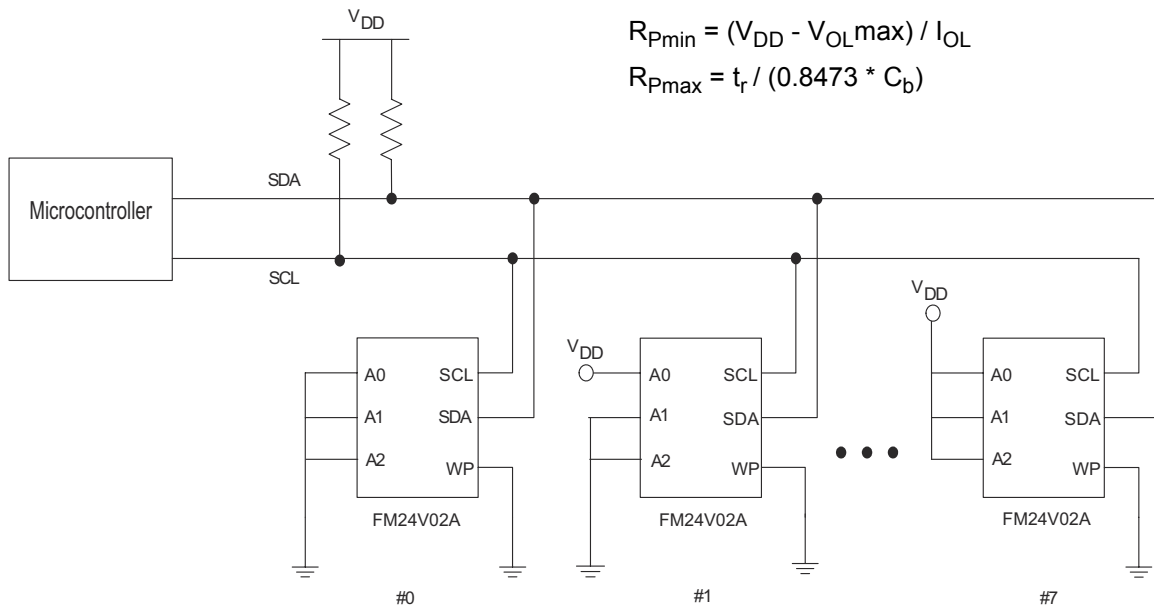 V_DD
R_Pmin = (V_DD - V_OLmax) / I_OL
R_Pmax = t_r / (0.8473 * C_b)
Microcontroller
SDA
SCL
V_DD
V_DD
A0 SCL
A1 SDA
A2 WP
FM24V02A
#0
A0 SCL
A1 SDA
A2 WP
FM24V02A
#1
A0 SCL
A1 SDA
A2 WP
FM24V02A
#7